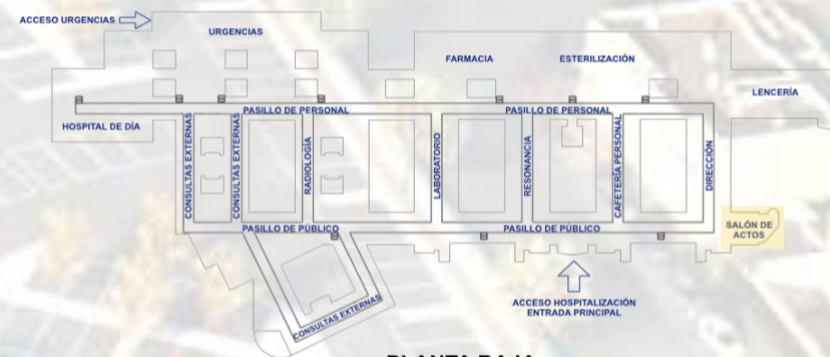 ACCESO URGENCIAS
URGENCIAS
FARMACIA
ESTERILIZACIÓN
LENCERÍA
PASILLO DE PERSONAL
PASILLO DE PERSONAL
HOSPITAL DE DÍA
CONSULTAS EXTERNAS
CONSULTAS EXTERNAS
RADIOLOGÍA
LABORATORIO
RESONANCIA
CAFETERÍA PERSONAL
DIRECCIÓN
PASILLO DE PÚBLICO
PASILLO DE PÚBLICO
SALÓN DE
ACTOS
CONSULTAS EXTERNAS
ACCESO HOSPITALIZACIÓN
ENTRADA PRINCIPAL
PLANTA BAJA